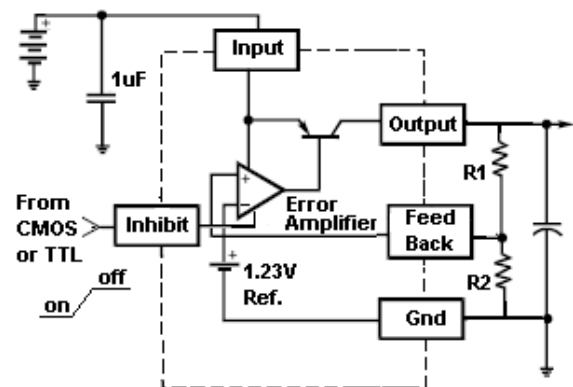 +
Input
1uF
Output
R1
+
From
CMOS
or TTL
Inhibit
−
Error
Amplifier
Feed
Back
+
1.23V
Ref.
R2
off
on
Gnd